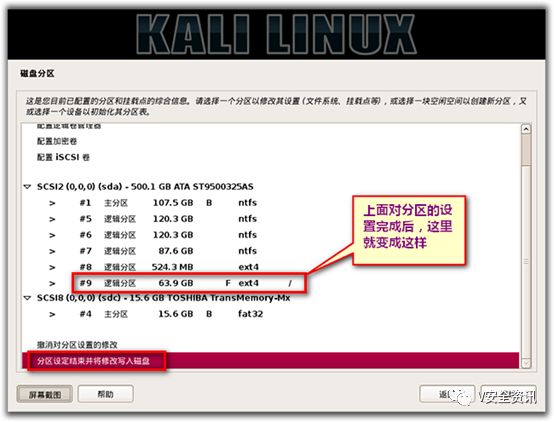 KALI LINUX
磁盘分区
这是您目前已配置的分区和挂载点的综合信息。请选择一个分区以修改其设置 (文件系统、挂载点等) ，或选择一块空闲空间以创建新分区，又
或选择一个设备以初始化其分区表。
配置逻辑卷管理器
配置加密卷
配置 iSCSI 卷
SCSI2 (0,0,0) (sda) - 500.1 GB ATA ST9500325AS
> #1 主分区 107.5 GB B ntfs
> #5 逻辑分区 120.3 GB ntfs
> #6 逻辑分区 120.3 GB ntfs
> #7 逻辑分区 87.6 GB ntfs
> #8 逻辑分区 524.3 MB ext4
> #9 逻辑分区 63.9 GB F ext4 /
SCSI8 (0,0,0) (sdc) - 15.6 GB TOSHIBA TransMemory-Mx
> #4 主分区 15.6 GB B fat32
上面对分区的设
置完成后，这里
就变成这样
撤消对分区设置的修改
分区设定结束并将修改写入磁盘
屏幕截图
帮助
V安全资讯